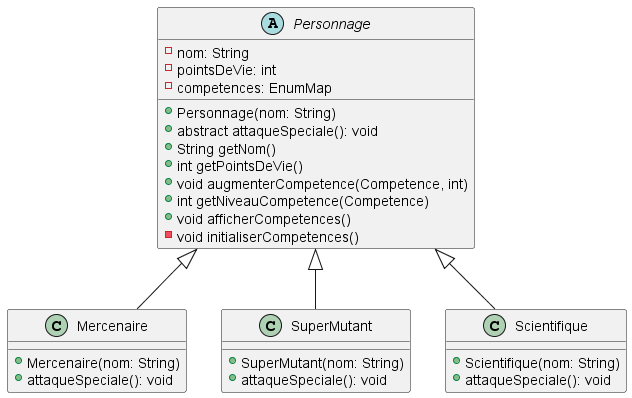 A Personnage
nom: String
pointsDeVie: int
competences: EnumMap
Personnage(nom: String)
abstract attaqueSpeciale(): void
String getNom()
int getPointsDeVie()
void augmenterCompetence(Competence, int)
int getNiveauCompetence(Competence)
void afficherCompetences()
void initialiserCompetences()
C Mercenaire
Mercenaire(nom: String)
attaqueSpeciale(): void
C SuperMutant
SuperMutant(nom: String)
attaqueSpeciale(): void
C Scientifique
Scientifique(nom: String)
attaqueSpeciale(): void